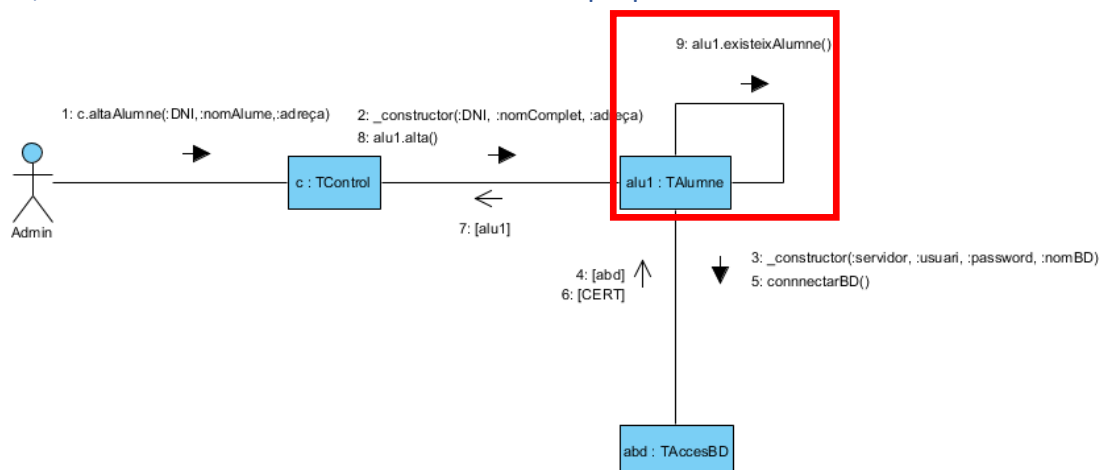 9: alu1.existeixAlumne()
1: c.altaAlumne(:DNI,:nomAlume,:adreça)
2: _constructor(:DNI, :nomComplet, :adreça)
8: alu1.alta()
c : TControl
alu1 : TAlumne
Admin
7: [alu1]
4: [abd]
6: [CERT]
3: _constructor(:servidor, :usuari, :password, :nomBD)
5: connnectarBD()
abd : TAccesBD